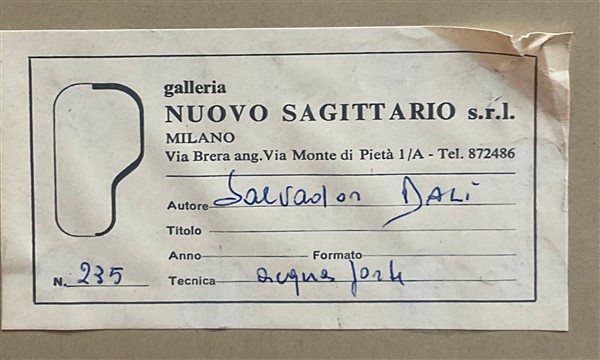 galleria
NUOVO SAGITTARIO s.r.l.
MILANO
Via Brera ang.Via Monte di Pietà 1/A - Tel. 872486
Autore Salvador DALÌ
Titolo
Anno Formato
N. 235 Tecnica acqua forte